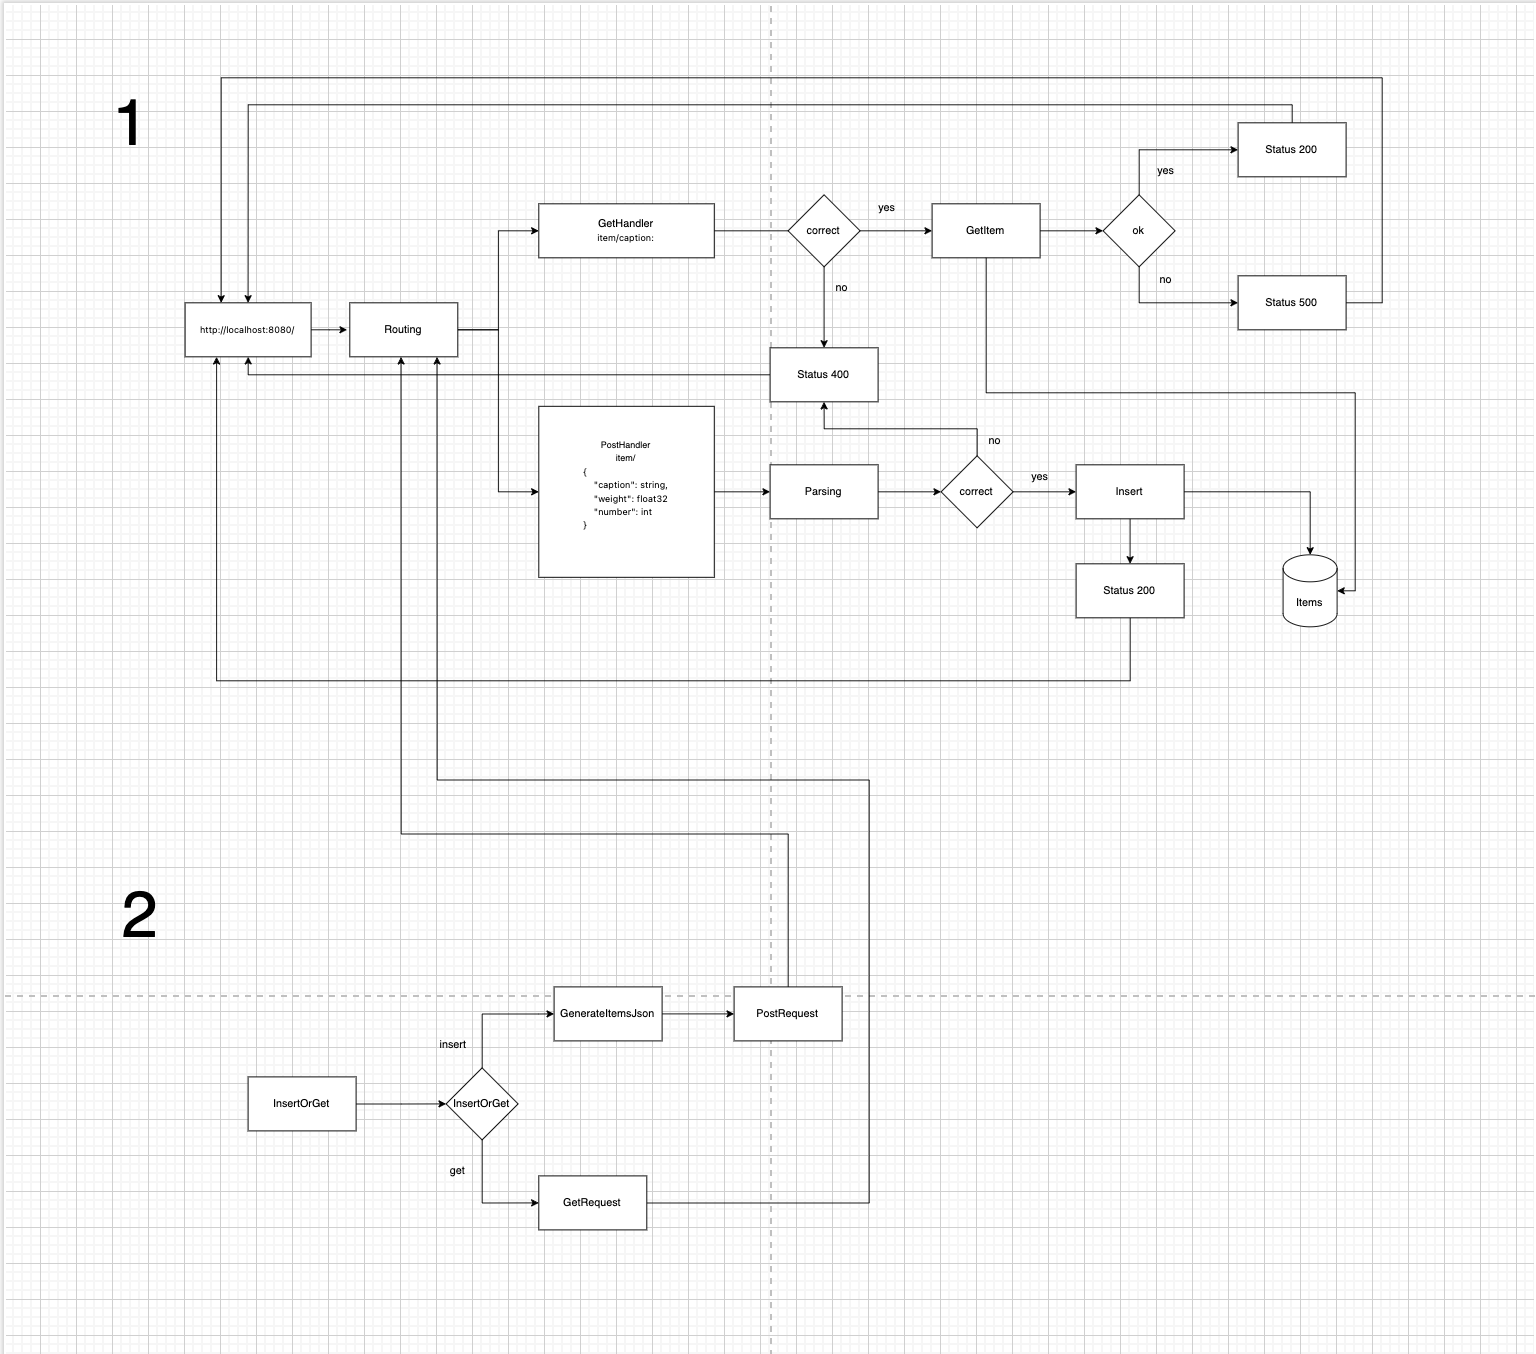 1
Status 200
yes
GetHandler
item/caption:
correct
yes
GetItem
ok
no
no
Status 500
http://localhost:8080/
Routing
Status 400
PostHandler
item/
{
"caption": string,
"weight": float32
"number": int
}
Parsing
correct
no
yes
Insert
Status 200
Items
2
GenerateItemsJson
PostRequest
insert
InsertOrGet
InsertOrGet
get
GetRequest